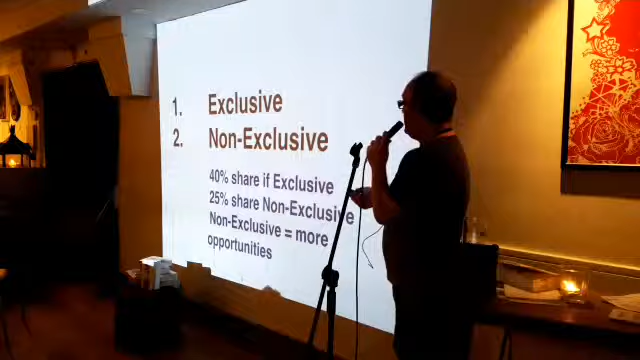 1. Exclusive
2. Non-Exclusive
40% share if Exclusive
25% share Non-Exclusive
Non-Exclusive = more
opportunities